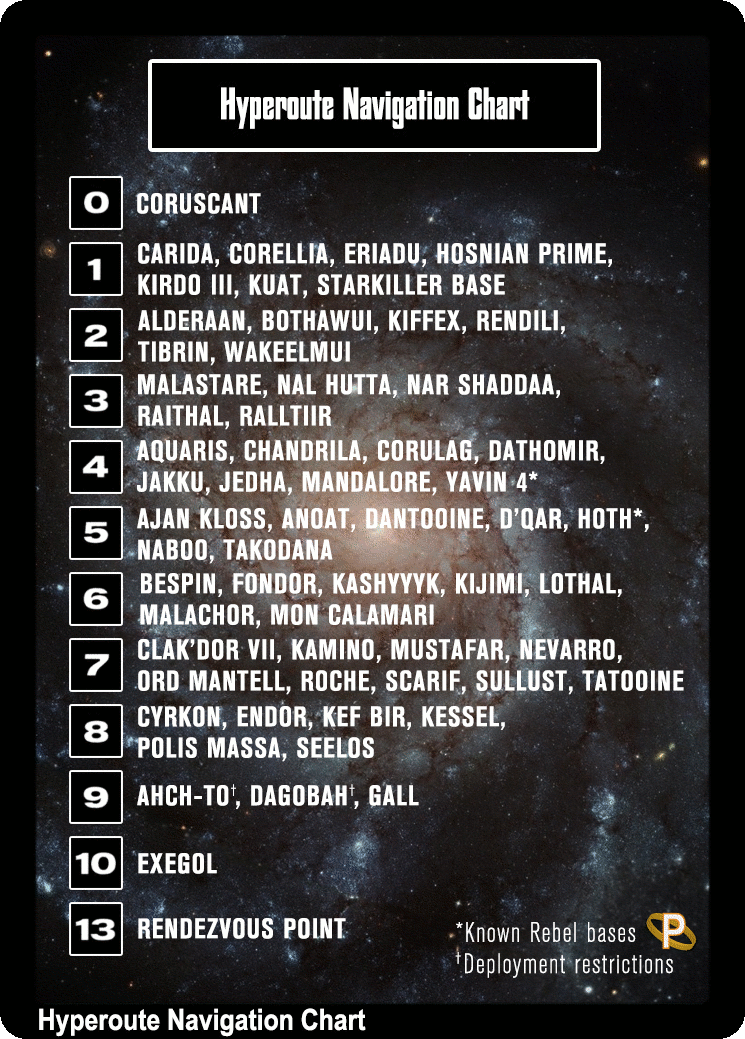 Hyperoute Navigation Chart
0 CORUSCANT
1 CARIDA, CORELLIA, ERIADU, HOSNIAN PRIME,
KIRDO III, KUAT, STARKILLER BASE
2 ALDERAAN, BOTHAWUI, KIFFEX, RENDILI,
TIBRIN, WAKEELMUI
3 MALASTARE, NAL HUTTA, NAR SHADDAA,
RAITHAL, RALLTIIR
4 AQUARIS, CHANDRILA, CORULAG, DATHOMIR,
JAKKU, JEDHA, MANDALORE, YAVIN 4*
5 AJAN KLOSS, ANOAT, DANTOOINE, D'QAR, HOTH*,
NABOO, TAKODANA
6 BESPIN, FONDOR, KASHYYYK, KIJIMI, LOTHAL,
MALACHOR, MON CALAMARI
7 CLAK'DOR VII, KAMINO, MUSTAFAR, NEVARRO,
ORD MANTELL, ROCHE, SCARIF, SULLUST, TATOOINE
8 CYRKON, ENDOR, KEF BIR, KESSEL,
POLIS MASSA, SEELOS
9 AHCH-TO†, DAGOBAH†, GALL
10 EXEGOL
13 RENDEZVOUS POINT
*Known Rebel bases P
†Deployment restrictions
Hyperoute Navigation Chart